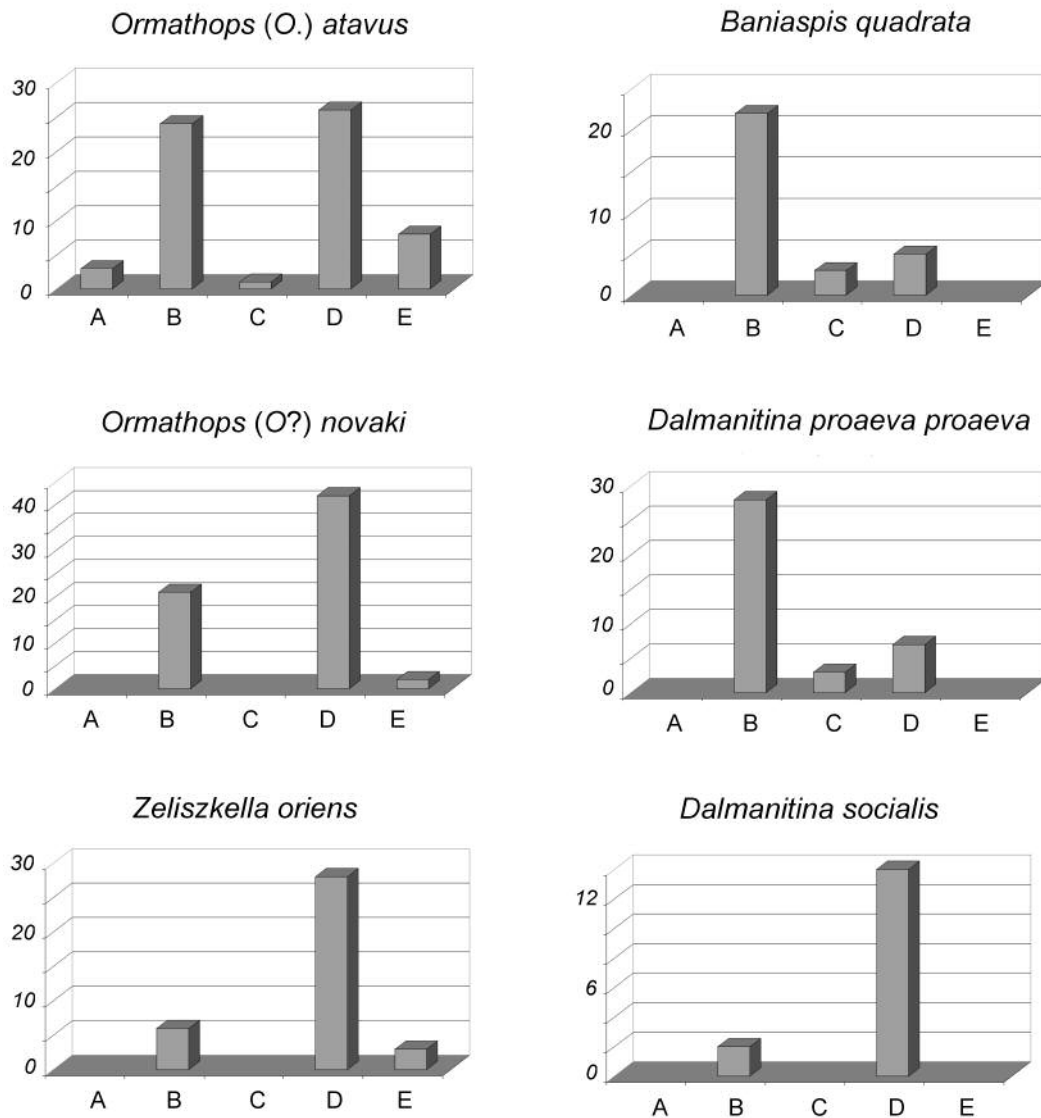 Ormathops (O.) atavus
30
20
10
0
A B C D E
Baniaspis quadrata
20
10
0
A B C D E
Ormathops (O?) novaki
40
30
20
10
0
A B C D E
Dalmanitina proaeva proaeva
30
20
10
0
A B C D E
Zeliszkella oriens
30
20
10
0
A B C D E
Dalmanitina socialis
12
6
0
A B C D E